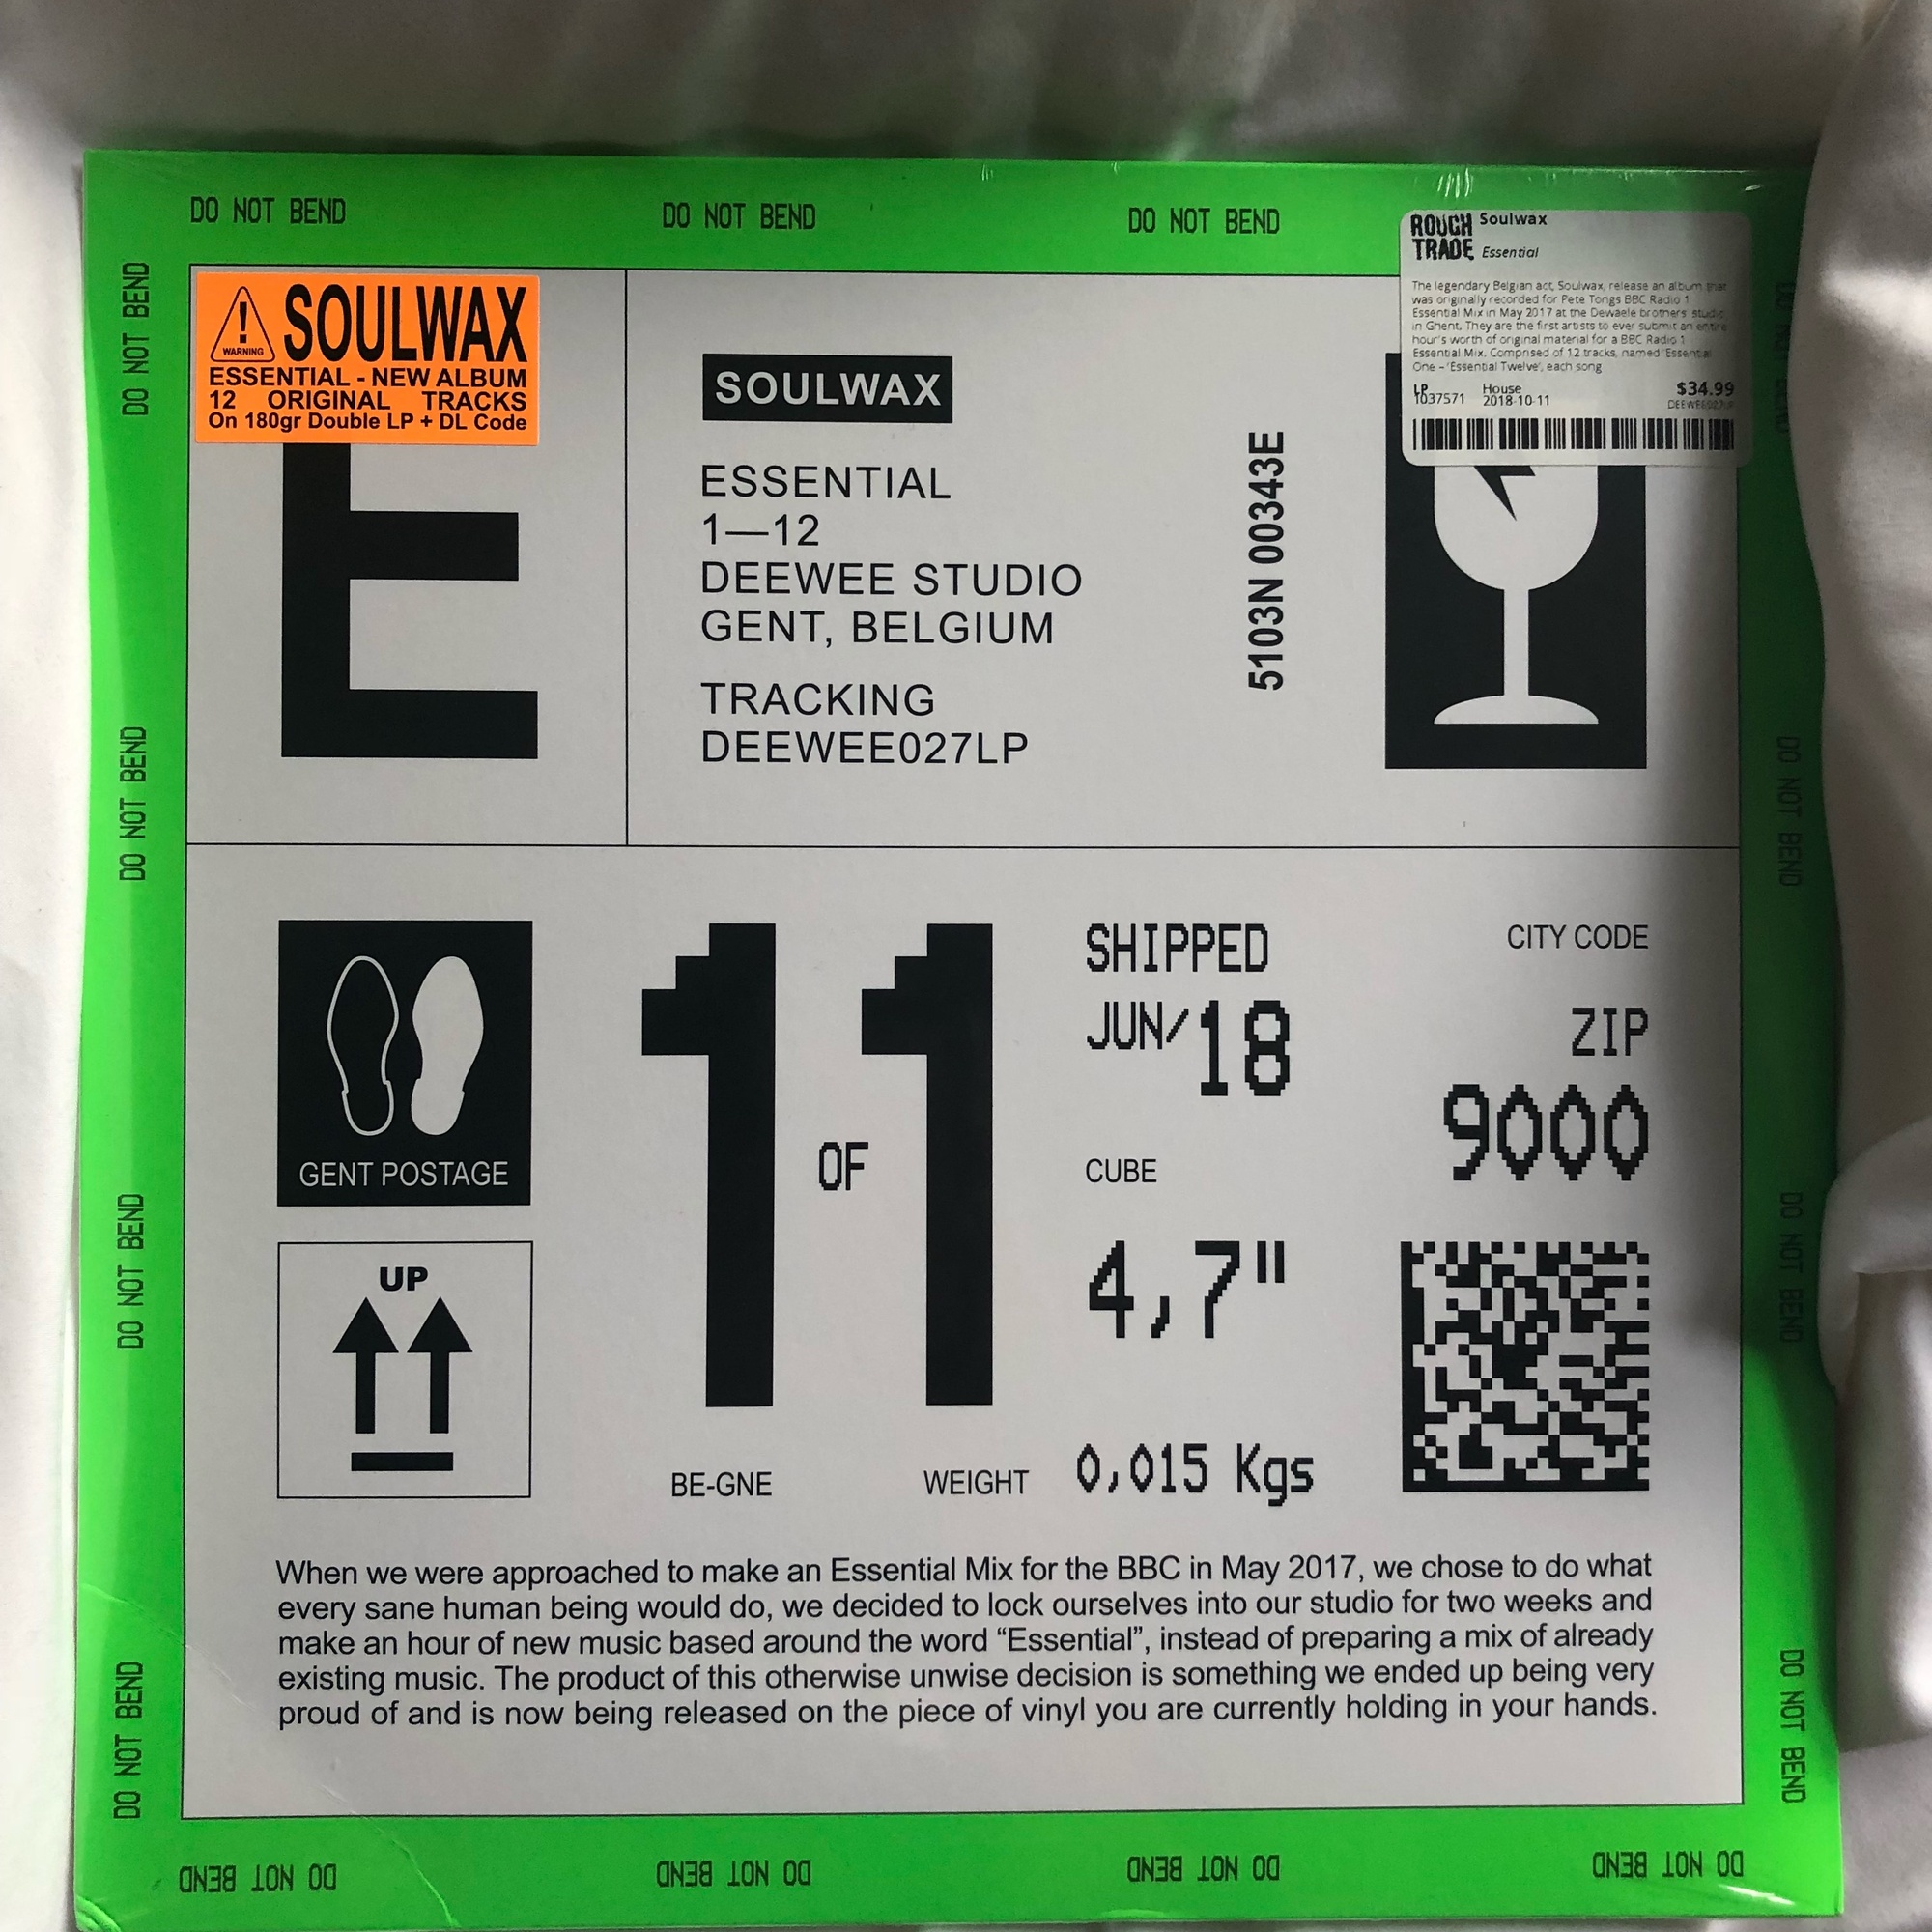 DO NOT BEND
DO NOT BEND
DO NOT BEND
ROUGH TRADE
Soulwax
Essential
The legendary Belgian act, Soulwax, release an album that
was originally recorded for Pete Tongs BBC Radio 1
Essential Mix in May 2017 at the Dewaele brothers' studio
in Ghent. They are the first artists to ever submit an entire
hour's worth of original material for a BBC Radio 1
Essential Mix. Comprised of 12 tracks, named 'Essential
One – 'Essential Twelve', each song
LP House $34.99
1037571 2018-10-11 DEEWEE027LP
WARNING
SOULWAX
ESSENTIAL - NEW ALBUM
12 ORIGINAL TRACKS
On 180gr Double LP + DL Code
E
SOULWAX
ESSENTIAL
1—12
DEEWEE STUDIO
GENT, BELGIUM
TRACKING
DEEWEE027LP
5103N 00343E
GENT POSTAGE
UP
1 OF 1
BE-GNE
SHIPPED
JUN/18
CUBE
4,7"
WEIGHT 0,015 Kgs
CITY CODE
ZIP
9000
When we were approached to make an Essential Mix for the BBC in May 2017, we chose to do what
every sane human being would do, we decided to lock ourselves into our studio for two weeks and
make an hour of new music based around the word “Essential”, instead of preparing a mix of already
existing music. The product of this otherwise unwise decision is something we ended up being very
proud of and is now being released on the piece of vinyl you are currently holding in your hands.
DO NOT BEND
DO NOT BEND
DO NOT BEND
DO NOT BEND
DO NOT BEND
DO NOT BEND
DO NOT BEND
DO NOT BEND
DO NOT BEND
DO NOT BEND
DO NOT BEND
DO NOT BEND